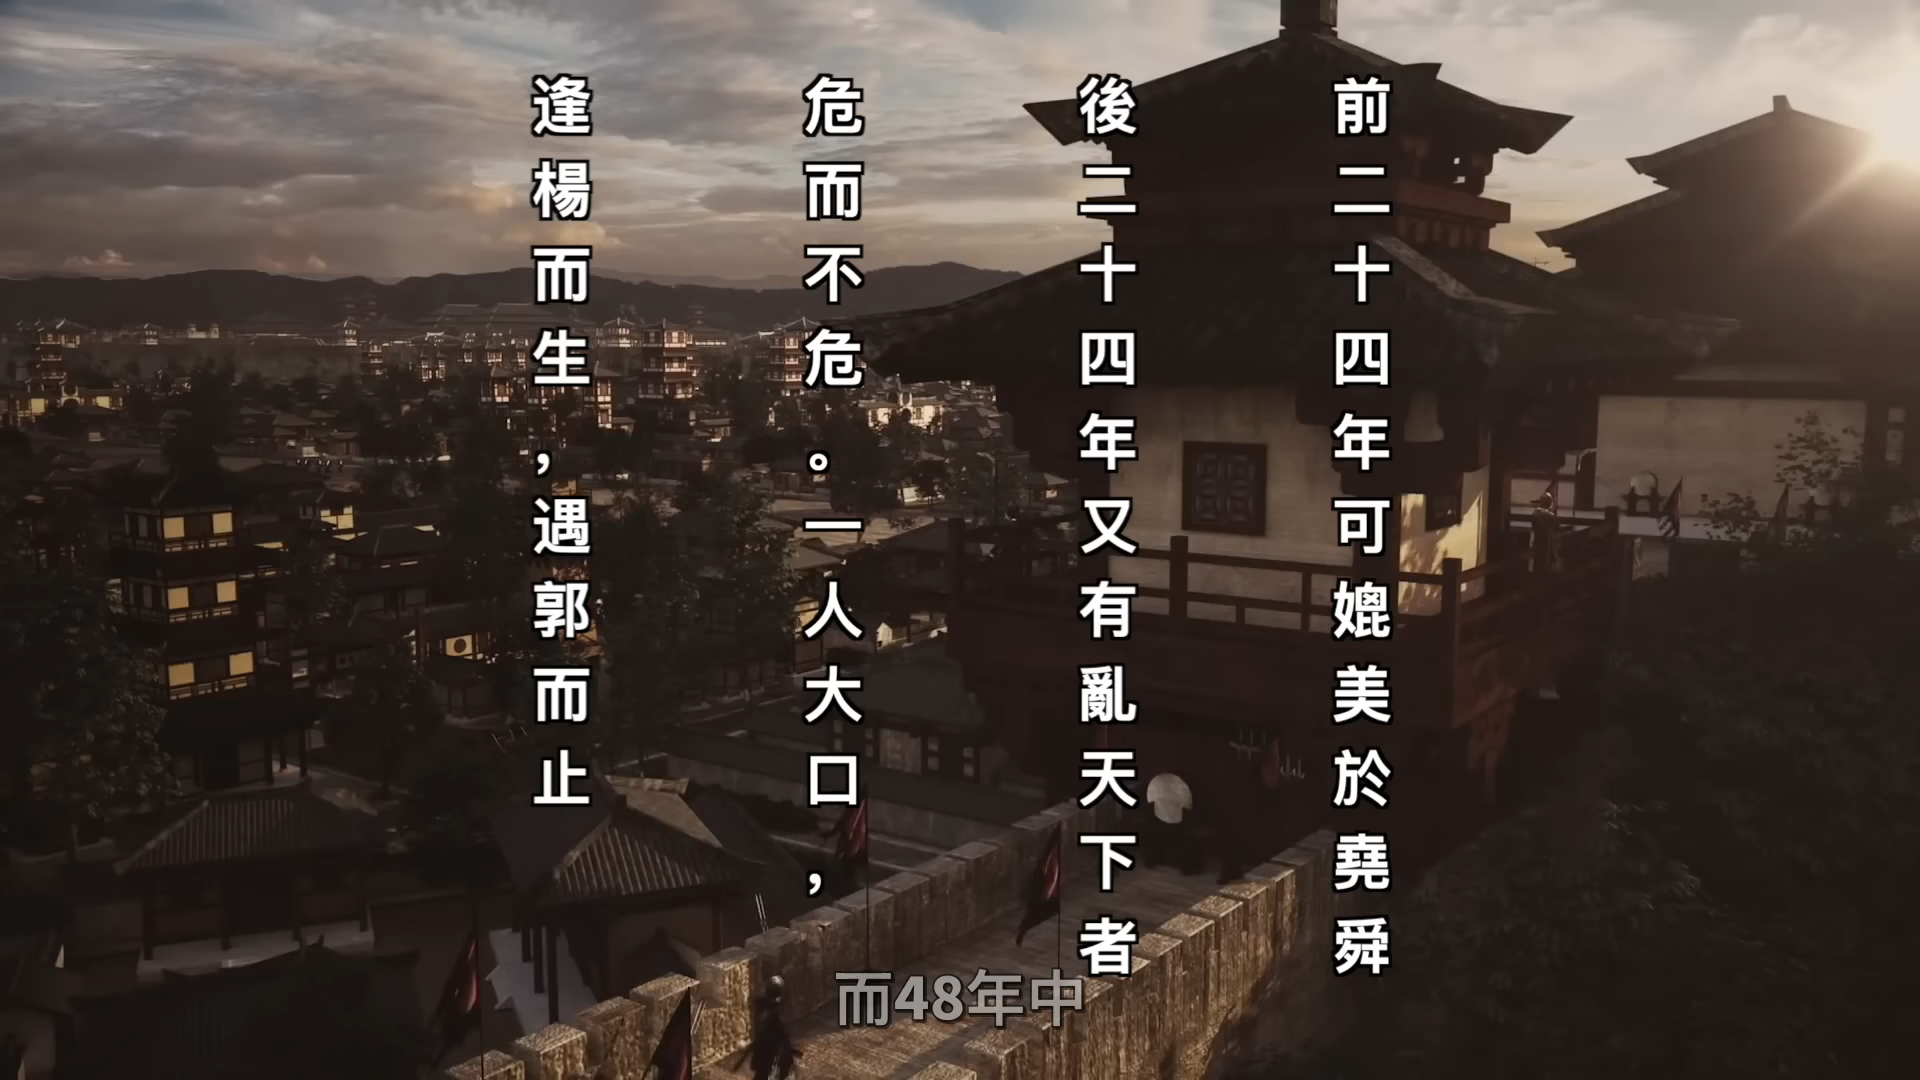 前二十四年可媲美於堯舜
後二十四年又有亂天下者
危而不危。一人大口，
逢楊而生，遇郭而止
而48年中